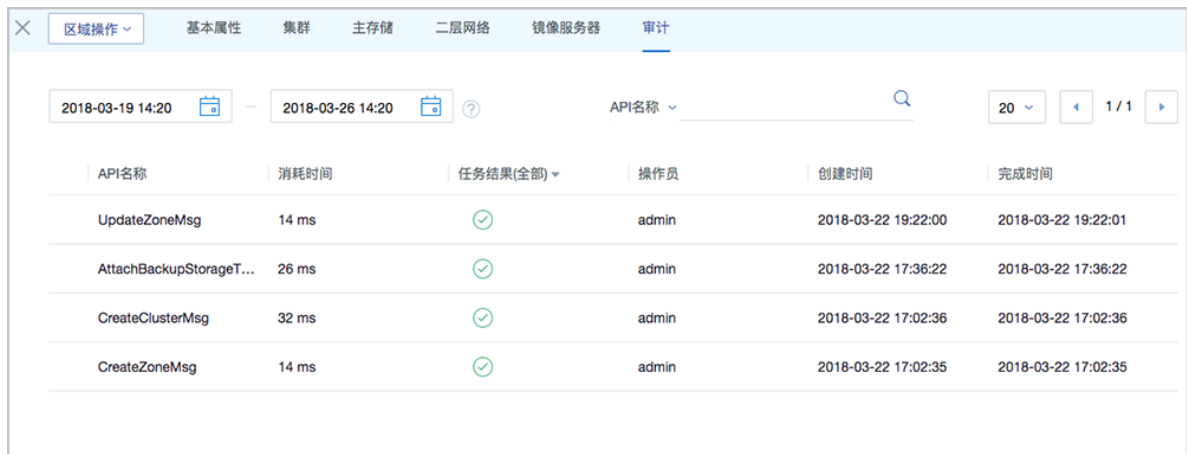 区域操作 基本属性 集群 主存储 二层网络 镜像服务器 审计
2018-03-19 14:20 — 2018-03-26 14:20 ? API名称 20 1 / 1
API名称 消耗时间 任务结果(全部) 操作员 创建时间 完成时间
UpdateZoneMsg 14 ms admin 2018-03-22 19:22:00 2018-03-22 19:22:01
AttachBackupStorageT... 26 ms admin 2018-03-22 17:36:22 2018-03-22 17:36:22
CreateClusterMsg 32 ms admin 2018-03-22 17:02:36 2018-03-22 17:02:36
CreateZoneMsg 14 ms admin 2018-03-22 17:02:35 2018-03-22 17:02:35